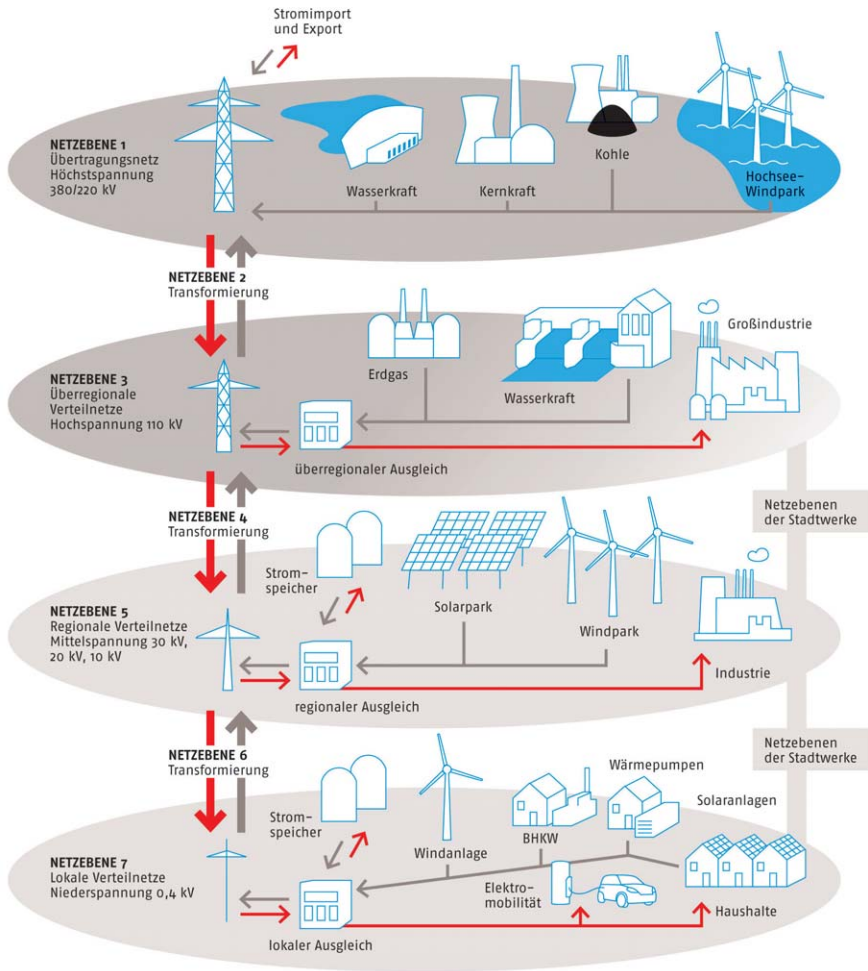 Stromimport
und Export
NETZEBENE 1
Übertragungsnetz
Höchstspannung
380/220 kV
Wasserkraft
Kernkraft
Kohle
Hochsee-
Windpark
NETZEBENE 2
Transformierung
NETZEBENE 3
Überregionale
Verteilnetze
Hochspannung 110 kV
Erdgas
Wasserkraft
Großindustrie
überregionaler Ausgleich
Netzebenen
der Stadtwerke
NETZEBENE 4
Transformierung
Strom-
speicher
Solarpark
Windpark
NETZEBENE 5
Regionale Verteilnetze
Mittelspannung 30 kV,
20 kV, 10 kV
regionaler Ausgleich
Industrie
Netzebenen
der Stadtwerke
NETZEBENE 6
Transformierung
Strom-
speicher
Windanlage
BHKW
Wärmepumpen
Solaranlagen
NETZEBENE 7
Lokale Verteilnetze
Niederspannung 0,4 kV
Elektro-
mobilität
Haushalte
lokaler Ausgleich